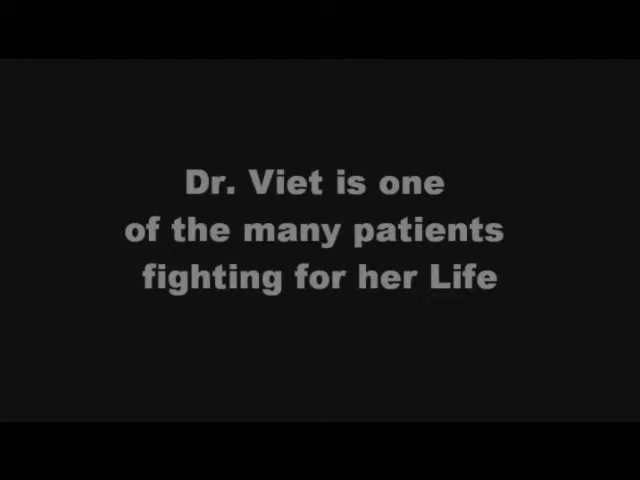 Dr. Viet is one
of the many patients
fighting for her Life